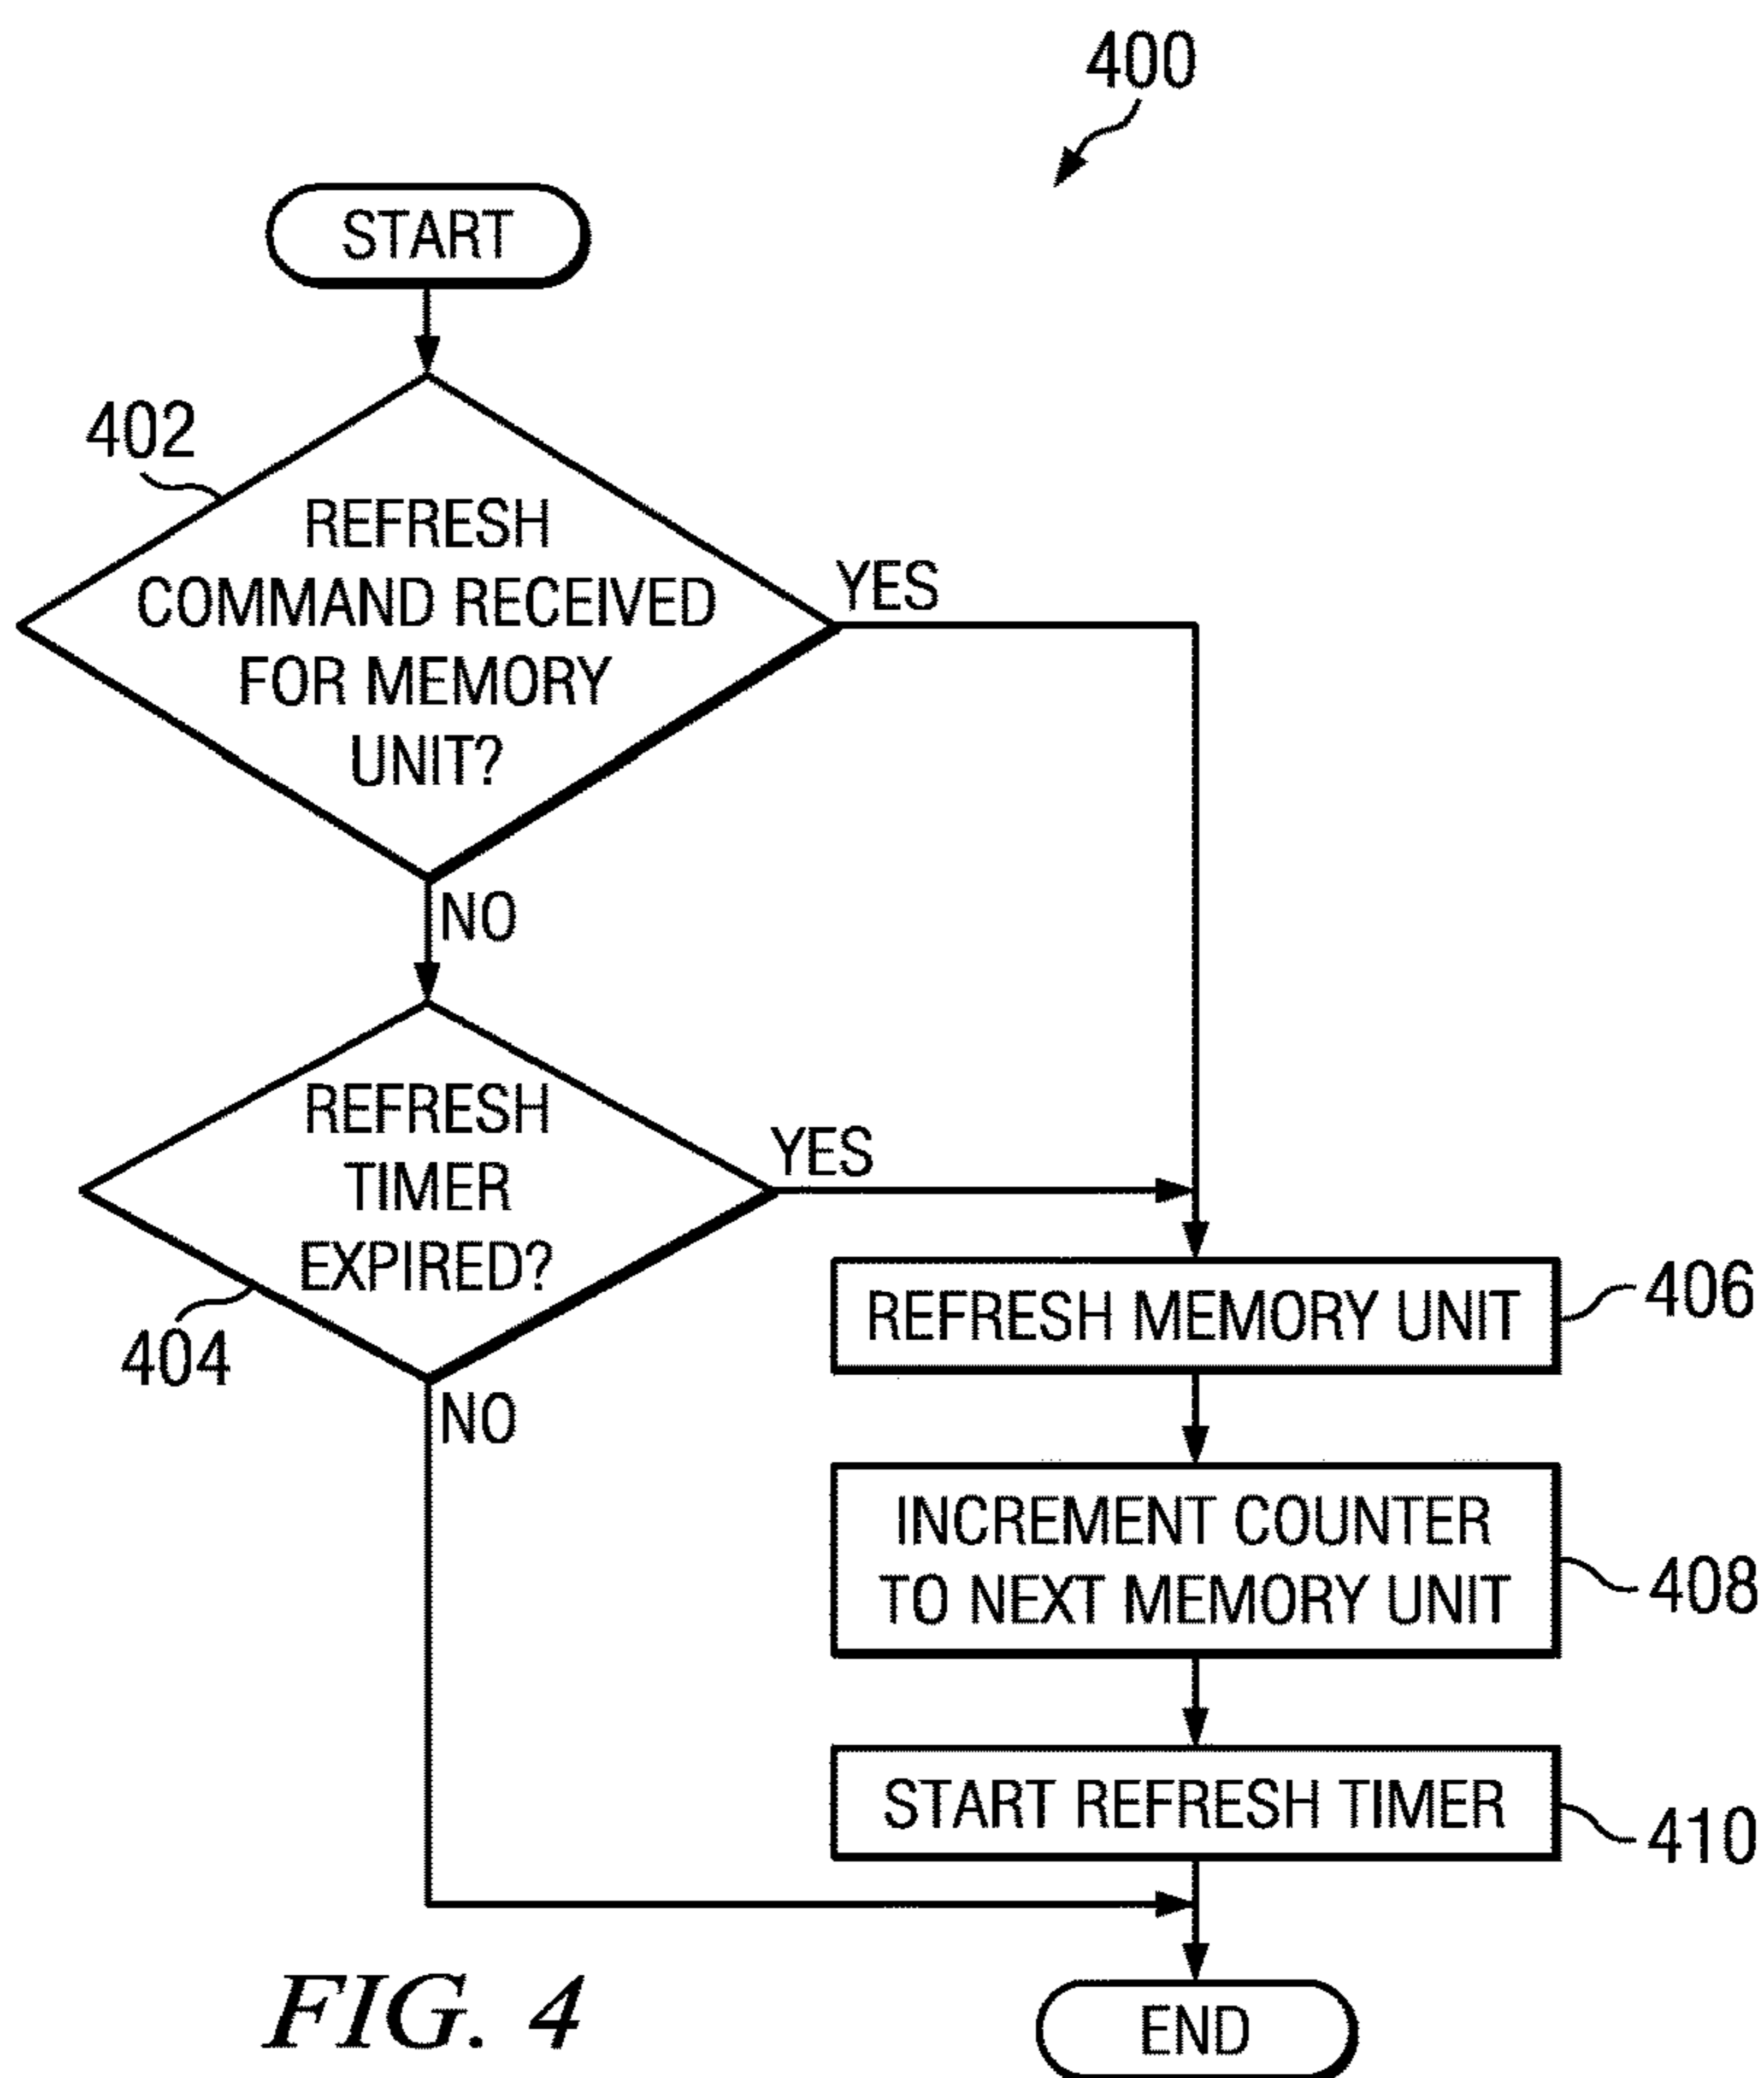 400
START
402
REFRESH
COMMAND RECEIVED
FOR MEMORY
UNIT?
YES
NO
REFRESH
TIMER
EXPIRED?
YES
404
NO
REFRESH MEMORY UNIT
406
INCREMENT COUNTER
TO NEXT MEMORY UNIT
408
START REFRESH TIMER
410
END
FIG. 4